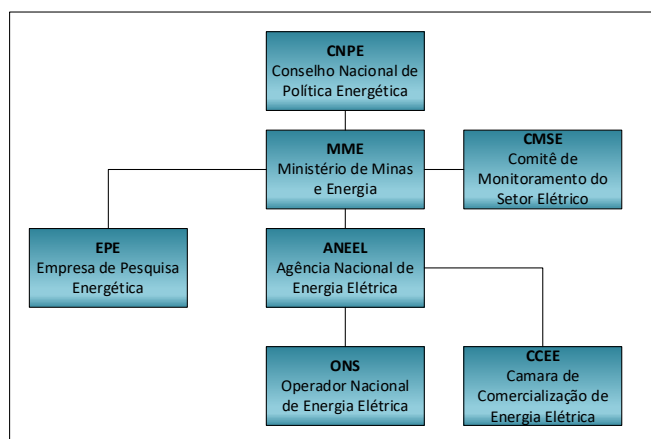 CNPE
Conselho Nacional de
Política Energética
MME
Ministério de Minas
e Energia
CMSE
Comitê de
Monitoramento do
Setor Elétrico
EPE
Empresa de Pesquisa
Energética
ANEEL
Agência Nacional de
Energia Elétrica
ONS
Operador Nacional
de Energia Elétrica
CCEE
Camara de
Comercialização de
Energia Elétrica